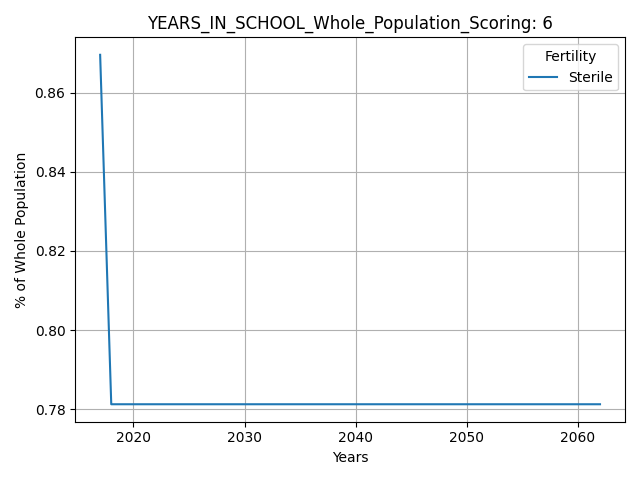 YEARS_IN_SCHOOL_Whole_Population_Scoring: 6
Fertility
Sterile
% of Whole Population
0.86
0.84
0.82
0.80
0.78
2020 2030 2040 2050 2060
Years